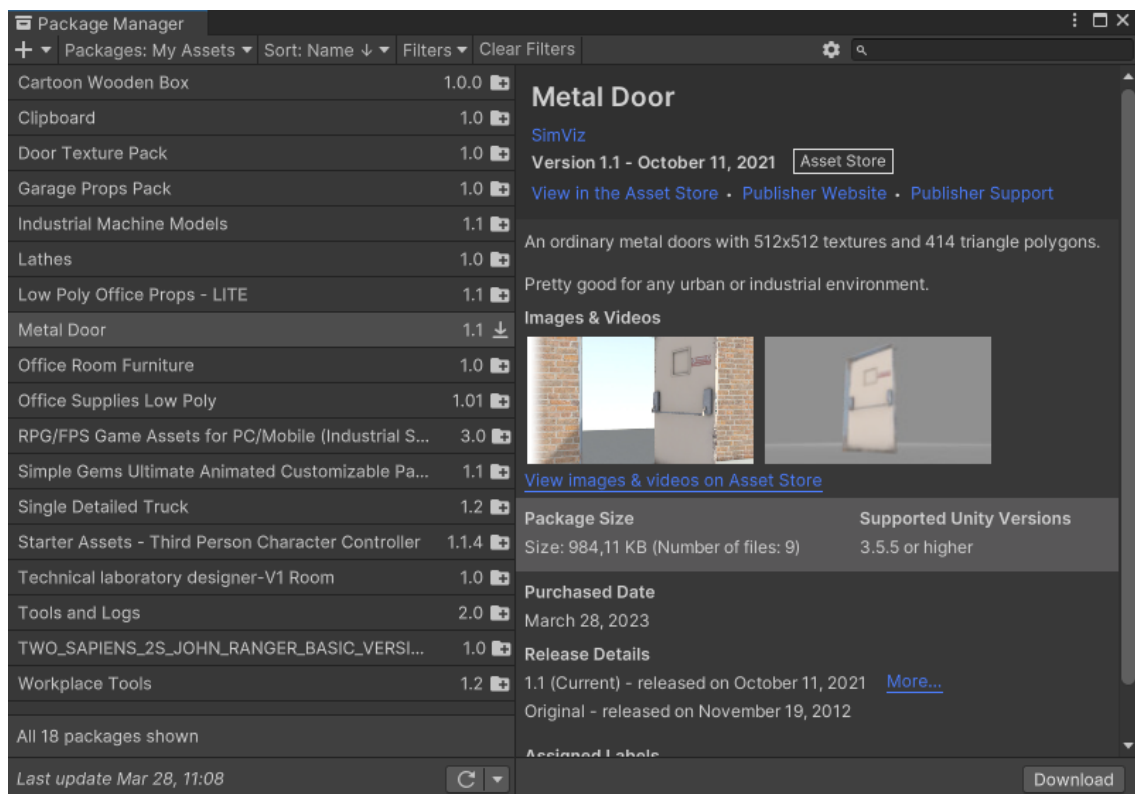 Package Manager
Packages: My Assets Sort: Name ↓ Filters Clear Filters
Cartoon Wooden Box 1.0.0
Clipboard 1.0
Door Texture Pack 1.0
Garage Props Pack 1.0
Industrial Machine Models 1.1
Lathes 1.0
Low Poly Office Props - LITE 1.1
Metal Door 1.1
Office Room Furniture 1.0
Office Supplies Low Poly 1.01
RPG/FPS Game Assets for PC/Mobile (Industrial S... 3.0
Simple Gems Ultimate Animated Customizable Pa... 1.1
Single Detailed Truck 1.2
Starter Assets - Third Person Character Controller 1.1.4
Technical laboratory designer-V1 Room 1.0
Tools and Logs 2.0
TWO_SAPIENS_2S_JOHN_RANGER_BASIC_VERSI... 1.0
Workplace Tools 1.2
All 18 packages shown
Last update Mar 28, 11:08
Metal Door
SimViz
Version 1.1 - October 11, 2021 Asset Store
View in the Asset Store • Publisher Website • Publisher Support
An ordinary metal doors with 512x512 textures and 414 triangle polygons.
Pretty good for any urban or industrial environment.
Images & Videos
View images & videos on Asset Store
Package Size Supported Unity Versions
Size: 984,11 KB (Number of files: 9) 3.5.5 or higher
Purchased Date
March 28, 2023
Release Details
1.1 (Current) - released on October 11, 2021 More...
Original - released on November 19, 2012
Assigned Labels
Download